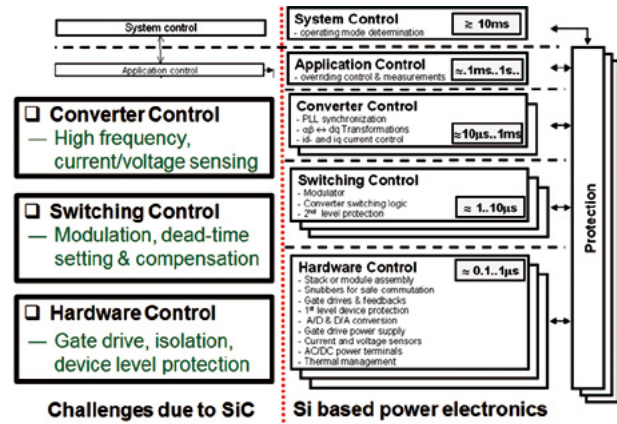 System control
Application control
❑ Converter Control
— High frequency,
current/voltage sensing
❑ Switching Control
— Modulation, dead-time
setting & compensation
❑ Hardware Control
— Gate drive, isolation,
device level protection
Challenges due to SiC
System Control
- operating mode determination
≥ 10ms
Application Control
- overriding control & measurements
≈.1ms..1s..
Converter Control
- PLL synchronization
- αβ ↔ dq Transformations
- id- and iq current control
≈10µs..1ms
Switching Control
- Modulator
- Converter switching logic
- 2nd level protection
≈ 1..10µs
Hardware Control
- Stack or module assembly
- Snubbers for safe commutation
- Gate drives & feedbacks
- 1st level device protection
- A/D & D/A conversion
- Gate drive power supply
- Current and voltage sensors
- AC/DC power terminals
- Thermal management
≈ 0.1..1µs
Si based power electronics
Protection